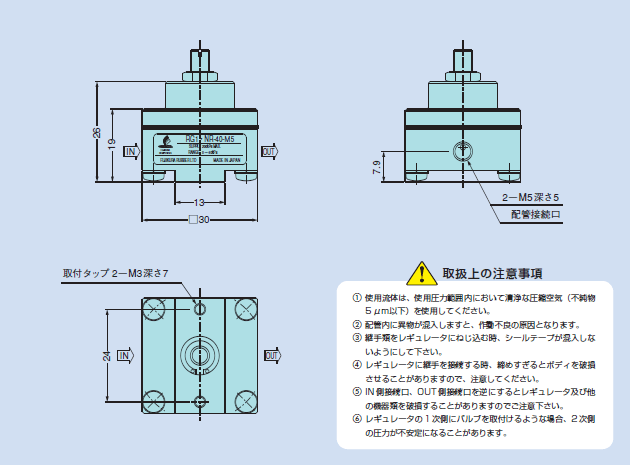 26
19
IN
OUT
RG1 - NR-40-M5
FUJIKURA RUBBER LTD.
MADE IN JAPAN
13
□30
7.9
2－M5深さ5
配管接続口
取付タップ 2－M3深さ7
24
IN
OUT
取扱上の注意事項
① 使用流体は、使用圧力範囲内において清浄な圧縮空気（不純物
5μm以下）を使用してください。
② 配管内に異物が混入しますと、作動不良の原因となります。
③ 継手類をレギュレータにねじ込む時、シールテープが混入しな
いようにして下さい。
④ レギュレータに継手を接続する時、締めすぎるとボディを破損
させることがありますので、注意してください。
⑤ IN側接続口、OUT側接続口を逆にするとレギュレータ及び他
の機器類を破損することがありますのでご注意下さい。
⑥ レギュレータの1次側にバルブを取付けるような場合、2次側
の圧力が不安定になることがあります。